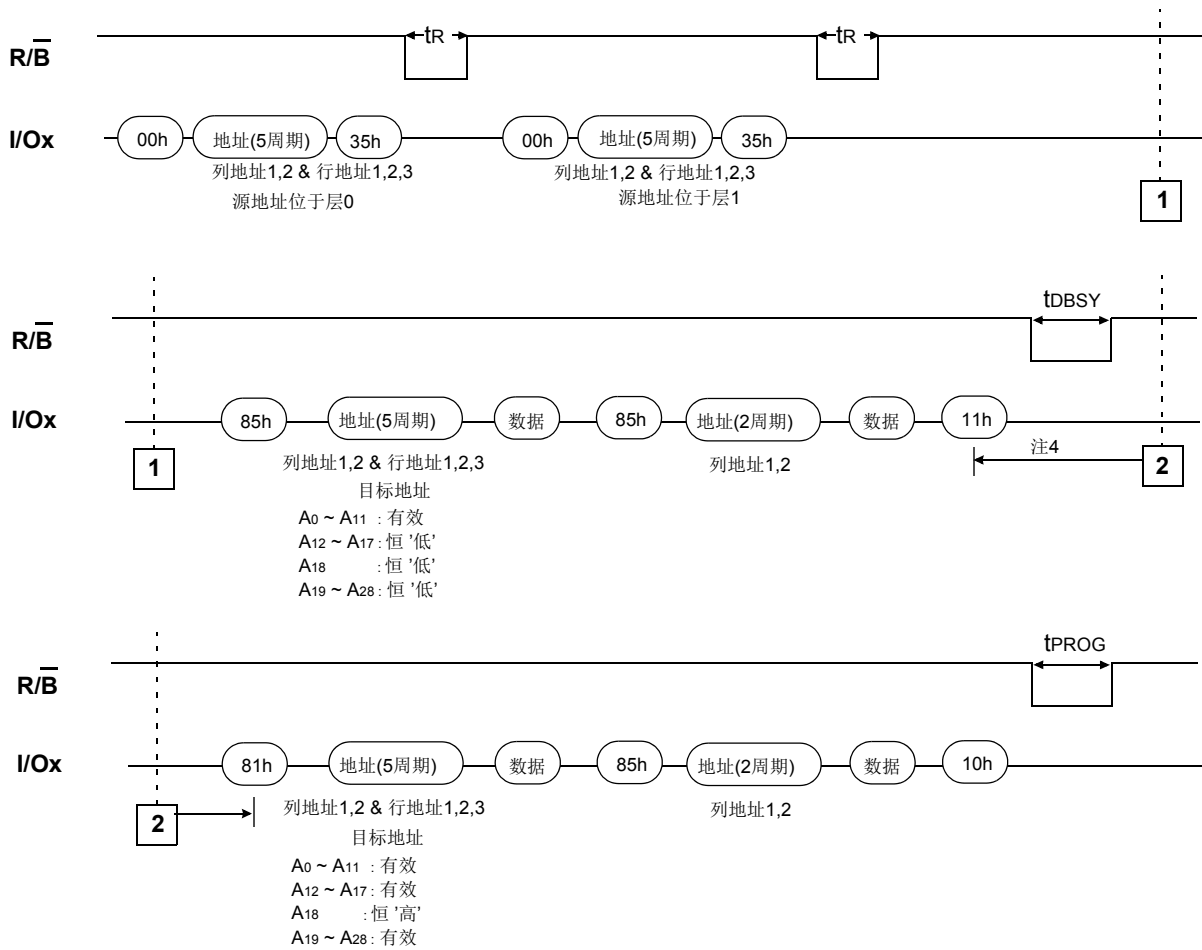 tR tR
R/B̅
I/Ox 00h 地址(5周期) 35h 00h 地址(5周期) 35h
列地址1,2 & 行地址1,2,3 列地址1,2 & 行地址1,2,3
源地址位于层0 源地址位于层1
1
tDBSY
R/B̅
I/Ox 85h 地址(5周期) 数据 85h 地址(2周期) 数据 11h
1 列地址1,2 & 行地址1,2,3 列地址1,2 注4 2
目标地址
A0 ~ A11 : 有效
A12 ~ A17 : 恒 '低'
A18 : 恒 '低'
A19 ~ A28 : 恒 '低'
tPROG
R/B̅
I/Ox 81h 地址(5周期) 数据 85h 地址(2周期) 数据 10h
2 列地址1,2 & 行地址1,2,3 列地址1,2
目标地址
A0 ~ A11 : 有效
A12 ~ A17 : 有效
A18 : 恒 '高'
A19 ~ A28 : 有效